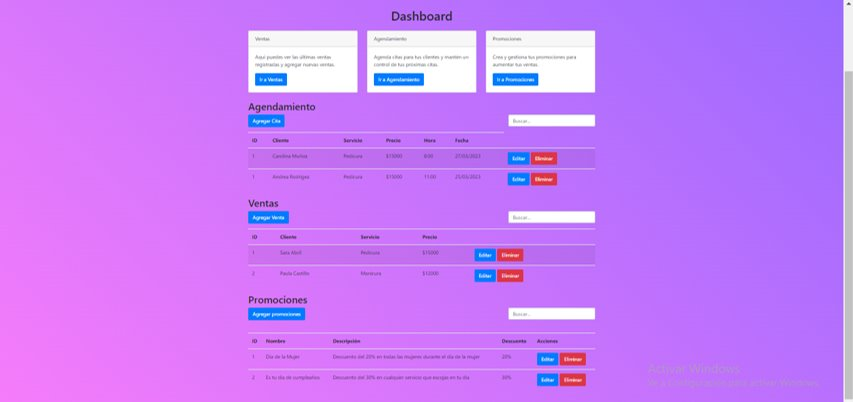 Dashboard
Ventas
Aquí puedes ver las últimas ventas
registradas y agregar nuevas ventas.
Ir a Ventas
Agendamiento
Agenda citas para tus clientes y mantén un
control de tus próximas citas.
Ir a Agendamiento
Promociones
Crea y gestiona tus promociones para
aumentar tus ventas.
Ir a Promociones
Agendamiento
Agregar Cita
Buscar...
ID Cliente Servicio Precio Hora Fecha
1 Carolina Muñoz Pedicura $15000 8:00 27/03/2023 Editar Eliminar
1 Andrea Pedicura $15000 11:00 25/03/2023 Editar Eliminar
Ventas
Agregar Venta
Buscar...
ID Cliente Servicio Precio
1 Sara Pedicura $15000 Editar Eliminar
2 Paula Castillo Manicura $12000 Editar Eliminar
Promociones
Agregar promociones
Buscar...
ID Nombre Descripción Descuento Acciones
1 Día de la Mujer Descuento del 20% en todas las mujeres durante el día de la mujer 20% Editar Eliminar
2 Es tu día de cumpleaños Descuento del 30% en cualquier servicio que escojas en tu día 30% Editar Eliminar
Activar Windows
Ve a Configuración para activar Windows.